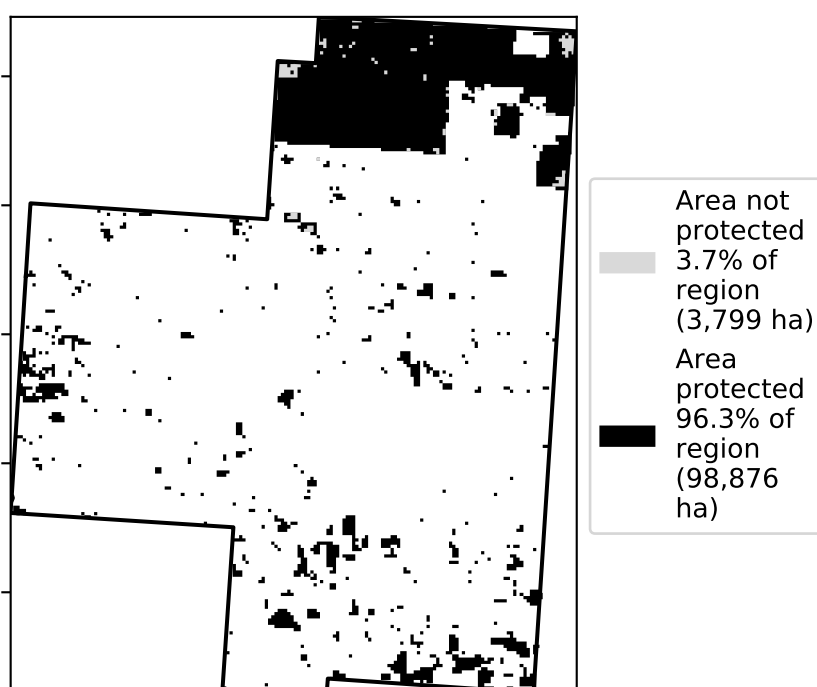 Area not
protected
3.7% of
region
(3,799 ha)
Area
protected
96.3% of
region
(98,876
ha)